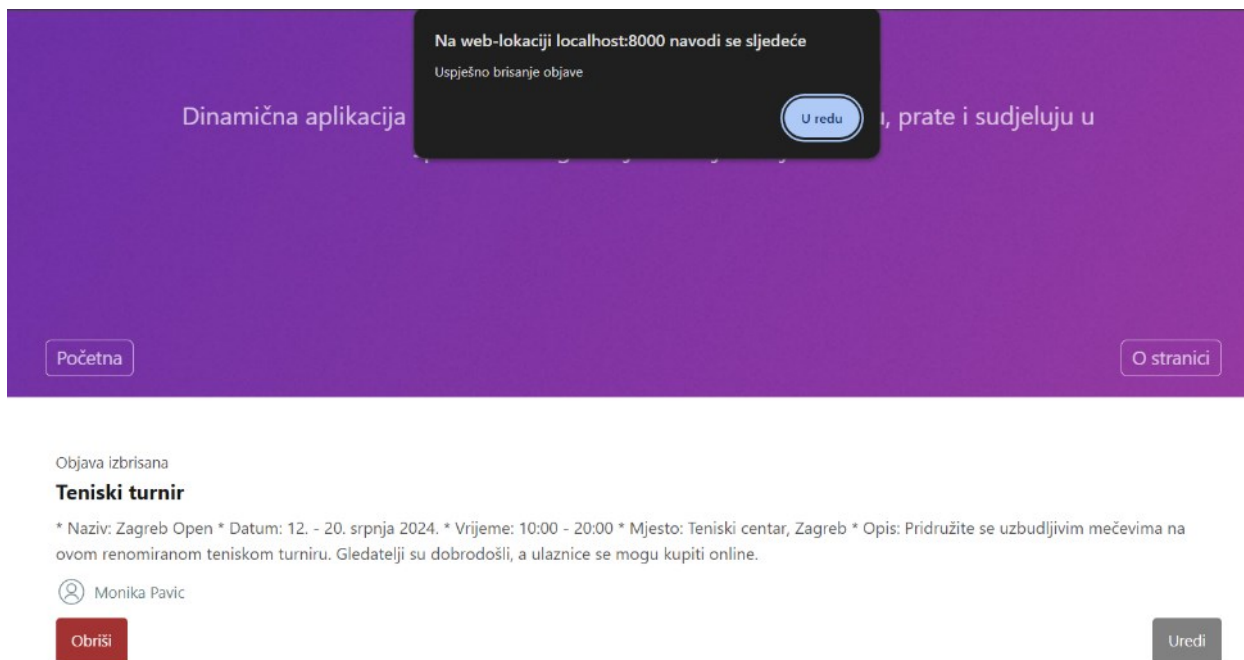 Na web-lokaciji localhost:8000 navodi se sljedeće
Uspješno brisanje objave
U redu
Dinamična aplikacija , prate i sudjeluju u
Početna
O stranici
Objava izbrisana
Teniski turnir
* Naziv: Zagreb Open * Datum: 12. - 20. srpnja 2024. * Vrijeme: 10:00 - 20:00 * Mjesto: Teniski centar, Zagreb * Opis: Pridružite se uzbudljivim mečevima na
ovom renomiranom teniskom turniru. Gledatelji su dobrodošli, a ulaznice se mogu kupiti online.
Monika Pavic
Obriši
Uredi